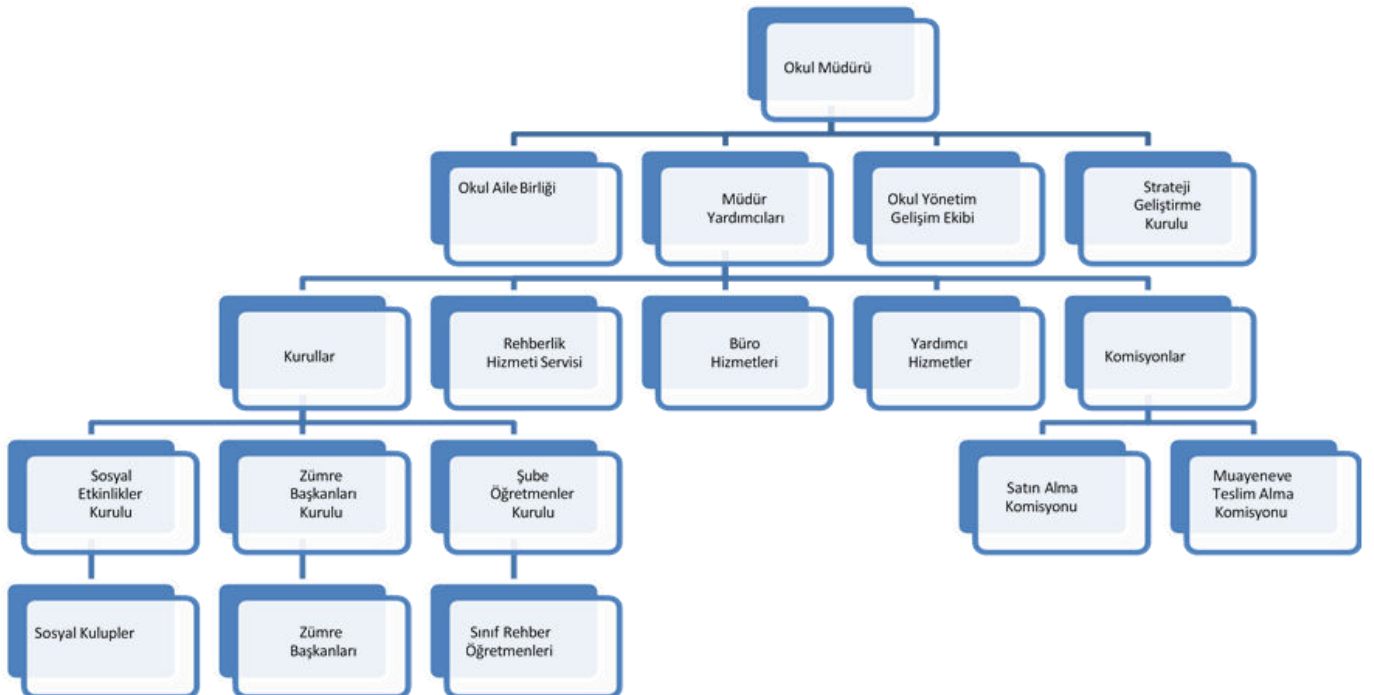 Okul Müdürü
Okul Aile Birliği
Müdür
Yardımcıları
Okul Yönetim
Gelişim Ekibi
Strateji
Geliştirme
Kurulu
Kurullar
Rehberlik
Hizmeti Servisi
Büro
Hizmetleri
Yardımcı
Hizmetler
Komisyonlar
Sosyal
Etkinlikler
Kurulu
Zümre
Başkanları
Kurulu
Şube
Öğretmenler
Kurulu
Satın Alma
Komisyonu
Muayeneve
Teslim Alma
Komisyonu
Sosyal Kulupler
Zümre
Başkanları
Sınıf Rehber
Öğretmenleri